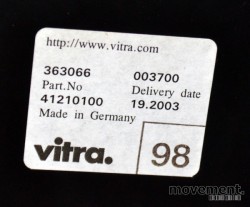 http://www.vitra.com
363066 003700
Part.No Delivery date
41210100 19.2003
Made in Germany
vitra. 98
movement.